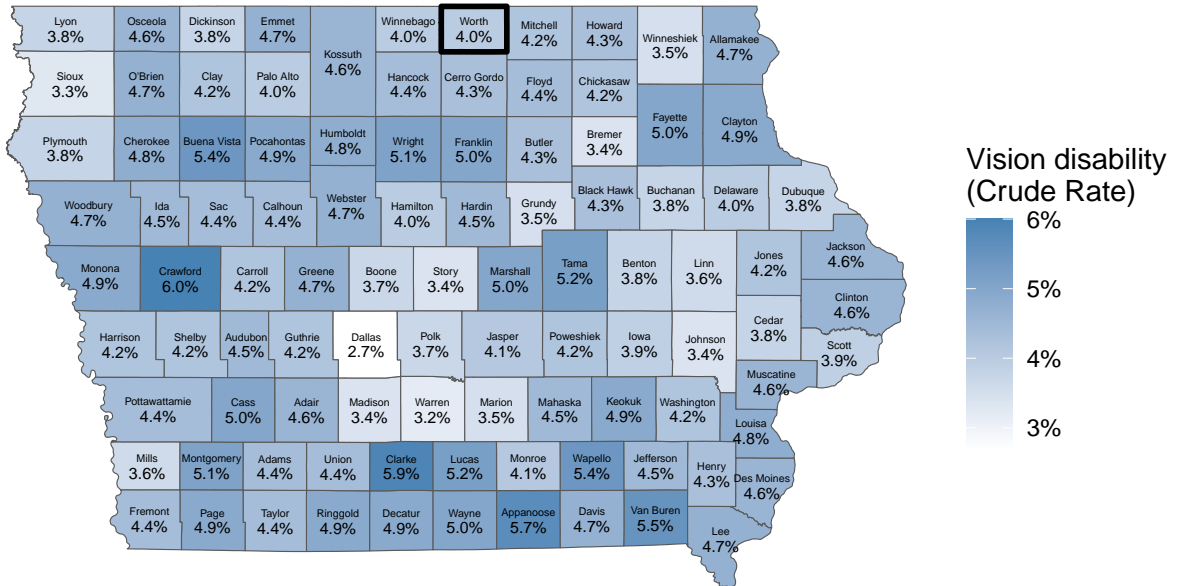 Lyon
3.8%
Osceola
4.6%
Dickinson
3.8%
Emmet
4.7%
Winnebago
4.0%
Worth
4.0%
Mitchell
4.2%
Howard
4.3%
Winneshiek
3.5%
Allamakee
4.7%
Kossuth
4.6%
Sioux
3.3%
O'Brien
4.7%
Clay
4.2%
Palo Alto
4.0%
Hancock
4.4%
Cerro Gordo
4.3%
Floyd
4.4%
Chickasaw
4.2%
Fayette
5.0%
Clayton
4.9%
Plymouth
3.8%
Cherokee
4.8%
Buena Vista
5.4%
Pocahontas
4.9%
Humboldt
4.8%
Wright
5.1%
Franklin
5.0%
Butler
4.3%
Bremer
3.4%
Woodbury
4.7%
Ida
4.5%
Sac
4.4%
Calhoun
4.4%
Webster
4.7%
Hamilton
4.0%
Hardin
4.5%
Grundy
3.5%
Black Hawk
4.3%
Buchanan
3.8%
Delaware
4.0%
Dubuque
3.8%
Monona
4.9%
Crawford
6.0%
Carroll
4.2%
Greene
4.7%
Boone
3.7%
Story
3.4%
Marshall
5.0%
Tama
5.2%
Benton
3.8%
Linn
3.6%
Jones
4.2%
Jackson
4.6%
Clinton
4.6%
Harrison
4.2%
Shelby
4.2%
Audubon
4.5%
Guthrie
4.2%
Dallas
2.7%
Polk
3.7%
Jasper
4.1%
Poweshiek
4.2%
Iowa
3.9%
Johnson
3.4%
Cedar
3.8%
Scott
3.9%
Muscatine
4.6%
Pottawattamie
4.4%
Cass
5.0%
Adair
4.6%
Madison
3.4%
Warren
3.2%
Marion
3.5%
Mahaska
4.5%
Keokuk
4.9%
Washington
4.2%
Louisa
4.8%
Mills
3.6%
Montgomery
5.1%
Adams
4.4%
Union
4.4%
Clarke
5.9%
Lucas
5.2%
Monroe
4.1%
Wapello
5.4%
Jefferson
4.5%
Henry
4.3%
Des Moines
4.6%
Fremont
4.4%
Page
4.9%
Taylor
4.4%
Ringgold
4.9%
Decatur
4.9%
Wayne
5.0%
Appanoose
5.7%
Davis
4.7%
Van Buren
5.5%
Lee
4.7%
Vision disability
(Crude Rate)
6%
5%
4%
3%